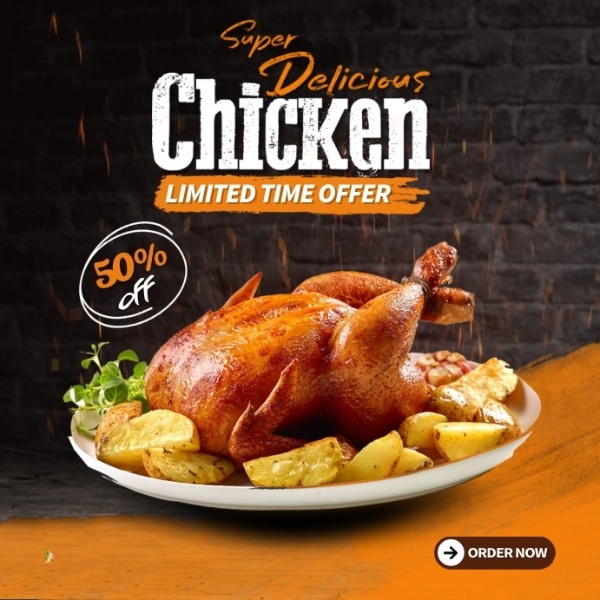 Super
Delicious
Chicken
LIMITED TIME OFFER
50%
off
ORDER NOW